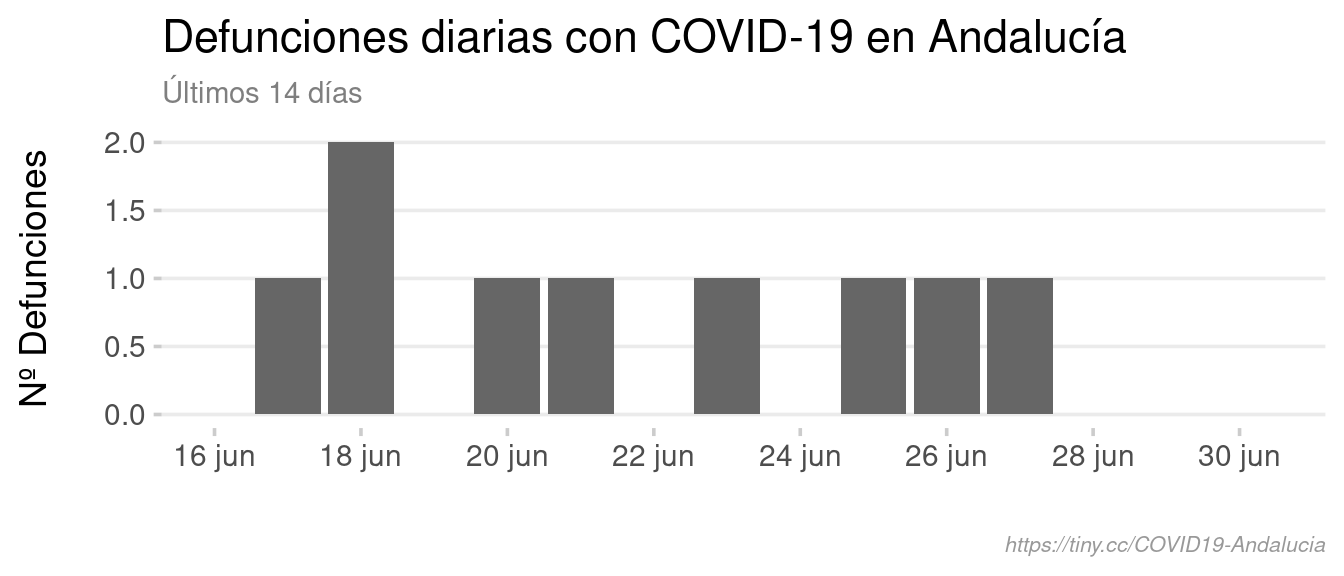 Defunciones diarias con COVID-19 en Andalucía
Últimos 14 días
Nº Defunciones
2.0
1.5
1.0
0.5
0.0
16 jun 18 jun 20 jun 22 jun 24 jun 26 jun 28 jun 30 jun
https://tiny.cc/COVID19-Andalucia